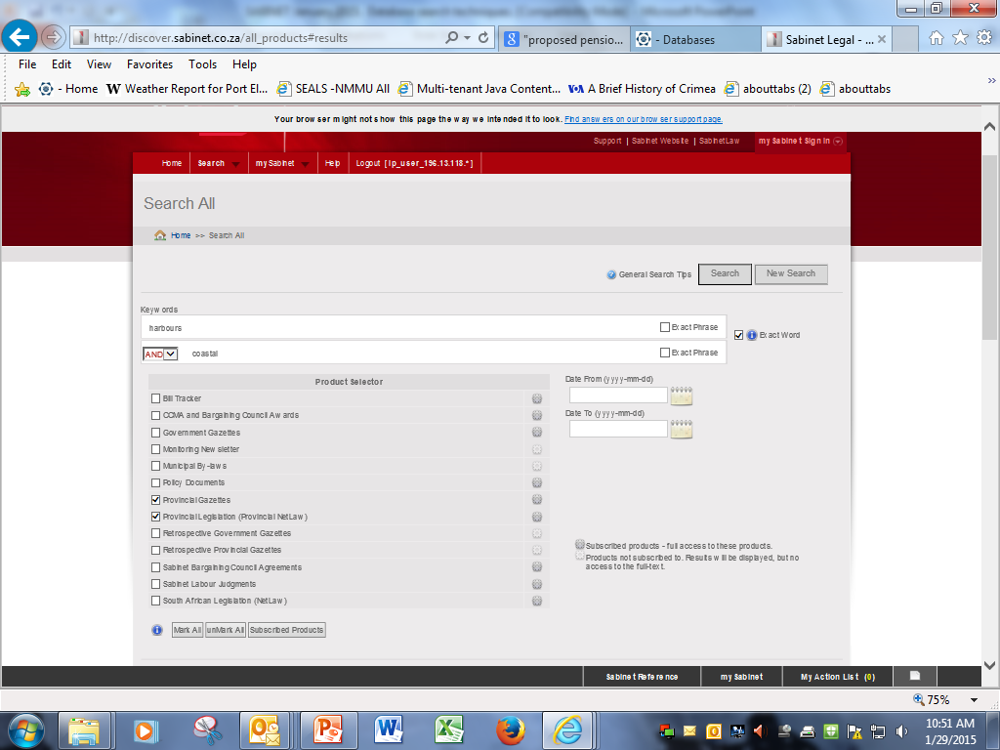 http://discover.sabinet.co.za/all_products#results
"proposed pensio...
- Databases
Sabinet Legal - ...
File Edit View Favorites Tools Help
- Home
Weather Report for Port El...
SEALS -NMMU All
Multi-tenant Java Content...
VOA A Brief History of Crimea
abouttabs (2)
abouttabs
Your browser might not show this page the way we intended it to look. Find answers on our browser support page.
Support | Sabinet Website | SabinetLaw
my Sabinet Sign In
Home
Search
my Sabinet
Help
Logout [ip_user_196.13.118.*]
Search All
Home >> Search All
General Search Tips
Search
New Search
Keywords
harbours
Exact Phrase
Exact Word
AND
coastal
Exact Phrase
Product Selector
Date From (yyyy-mm-dd)
Date To (yyyy-mm-dd)
Bill Tracker
CCMA and Bargaining Council Awards
Government Gazettes
Monitoring Newsletter
Municipal By-laws
Policy Documents
Provincial Gazettes
Provincial Legislation (Provincial NetLaw)
Retrospective Government Gazettes
Retrospective Provincial Gazettes
Sabinet Bargaining Council Agreements
Sabinet Labour Judgments
South African Legislation (NetLaw)
Subscribed products - full access to these products.
Products not subscribed to. Results will be displayed, but no
access to the full-text.
Mark All
unMark All
Subscribed Products
Sabinet Reference
my Sabinet
My Action List (0)
75%
10:51 AM
1/29/2015